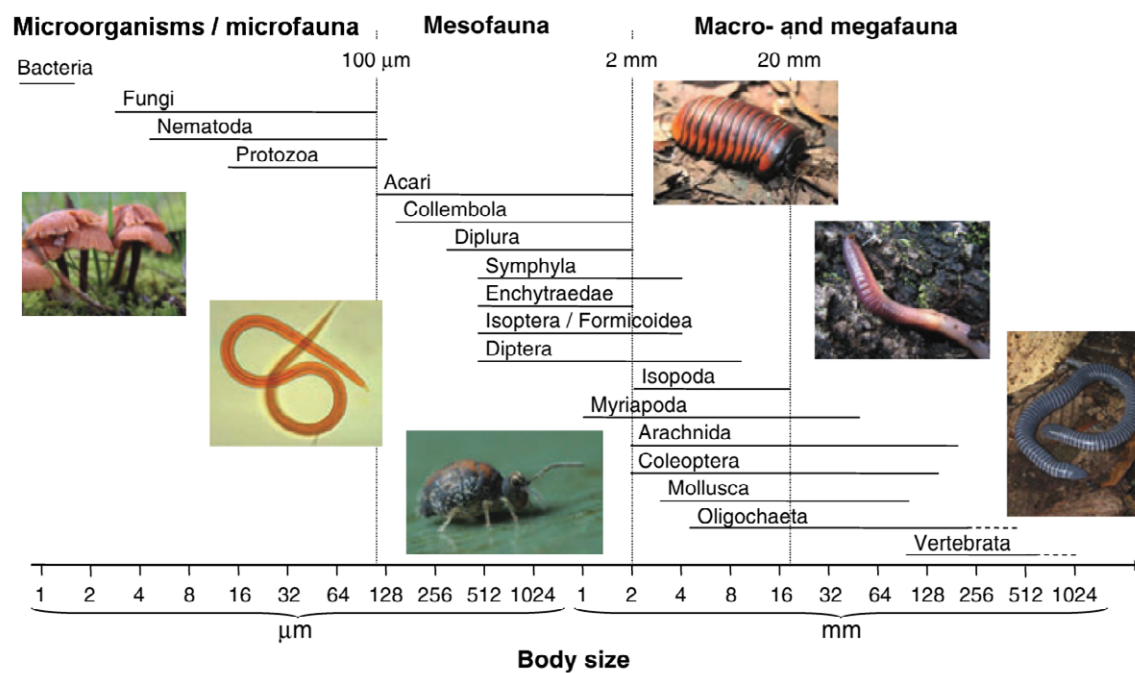 Microorganisms / microfauna Mesofauna Macro- and megafauna
100 µm 2 mm 20 mm
Bacteria
Fungi
Nematoda
Protozoa
Acari
Collembola
Diplura
Symphyla
Enchytraedae
Isoptera / Formicoidea
Diptera
Isopoda
Myriapoda
Arachnida
Coleoptera
Mollusca
Oligochaeta
Vertebrata
1 2 4 8 16 32 64 128 256 512 1024 1 2 4 8 16 32 64 128 256 512 1024
µm mm
Body size